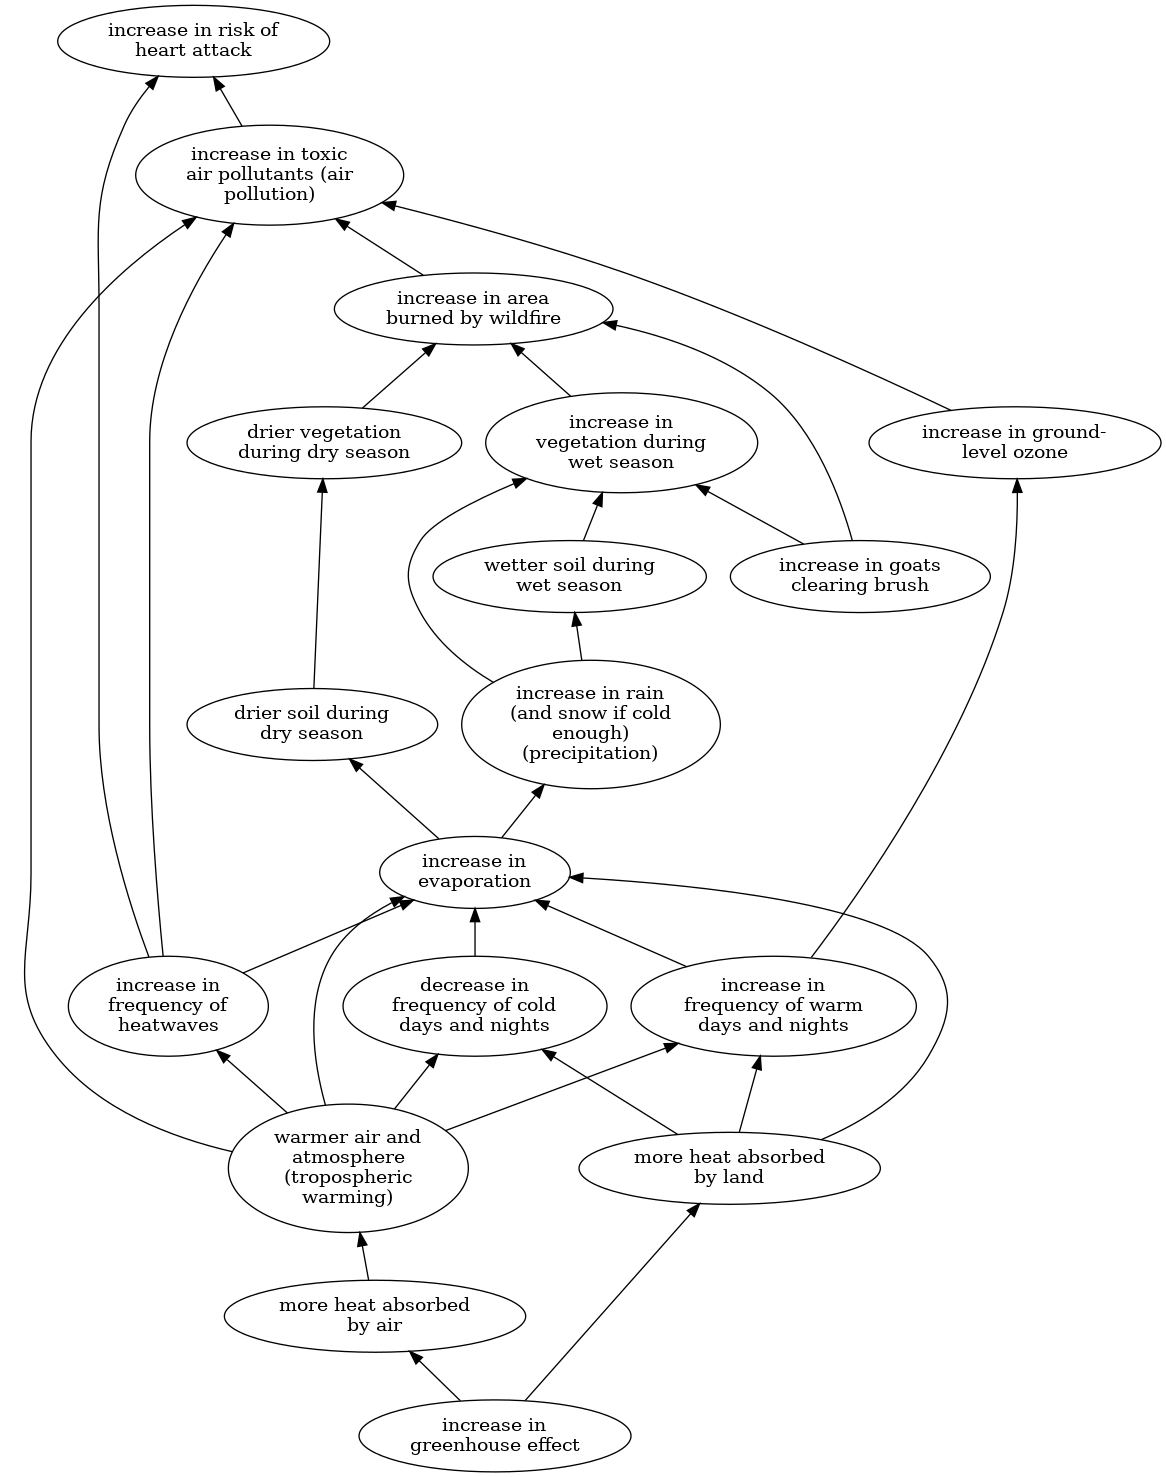 increase in risk of
heart attack
increase in toxic
air pollutants (air
pollution)
increase in area
burned by wildfire
drier vegetation
during dry season
increase in
vegetation during
wet season
increase in ground-
level ozone
wetter soil during
wet season
increase in goats
clearing brush
drier soil during
dry season
increase in rain
(and snow if cold
enough)
(precipitation)
increase in
evaporation
increase in
frequency of
heatwaves
decrease in
frequency of cold
days and nights
increase in
frequency of warm
days and nights
warmer air and
atmosphere
(tropospheric
warming)
more heat absorbed
by land
more heat absorbed
by air
increase in
greenhouse effect